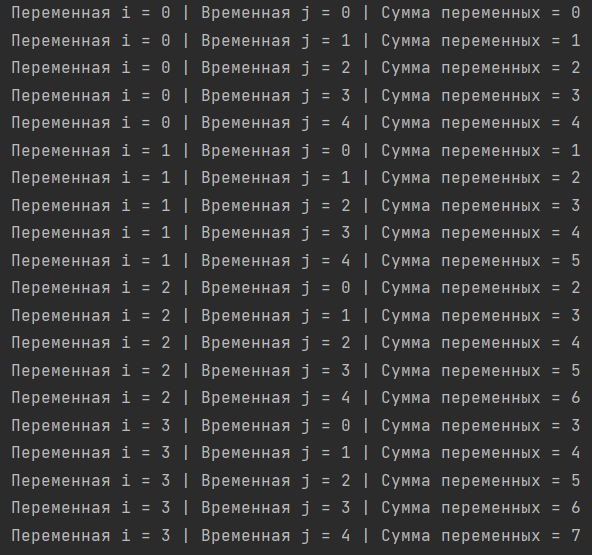 Переменная i = 0 | Временная j = 0 | Сумма переменных = 0
Переменная i = 0 | Временная j = 1 | Сумма переменных = 1
Переменная i = 0 | Временная j = 2 | Сумма переменных = 2
Переменная i = 0 | Временная j = 3 | Сумма переменных = 3
Переменная i = 0 | Временная j = 4 | Сумма переменных = 4
Переменная i = 1 | Временная j = 0 | Сумма переменных = 1
Переменная i = 1 | Временная j = 1 | Сумма переменных = 2
Переменная i = 1 | Временная j = 2 | Сумма переменных = 3
Переменная i = 1 | Временная j = 3 | Сумма переменных = 4
Переменная i = 1 | Временная j = 4 | Сумма переменных = 5
Переменная i = 2 | Временная j = 0 | Сумма переменных = 2
Переменная i = 2 | Временная j = 1 | Сумма переменных = 3
Переменная i = 2 | Временная j = 2 | Сумма переменных = 4
Переменная i = 2 | Временная j = 3 | Сумма переменных = 5
Переменная i = 2 | Временная j = 4 | Сумма переменных = 6
Переменная i = 3 | Временная j = 0 | Сумма переменных = 3
Переменная i = 3 | Временная j = 1 | Сумма переменных = 4
Переменная i = 3 | Временная j = 2 | Сумма переменных = 5
Переменная i = 3 | Временная j = 3 | Сумма переменных = 6
Переменная i = 3 | Временная j = 4 | Сумма переменных = 7